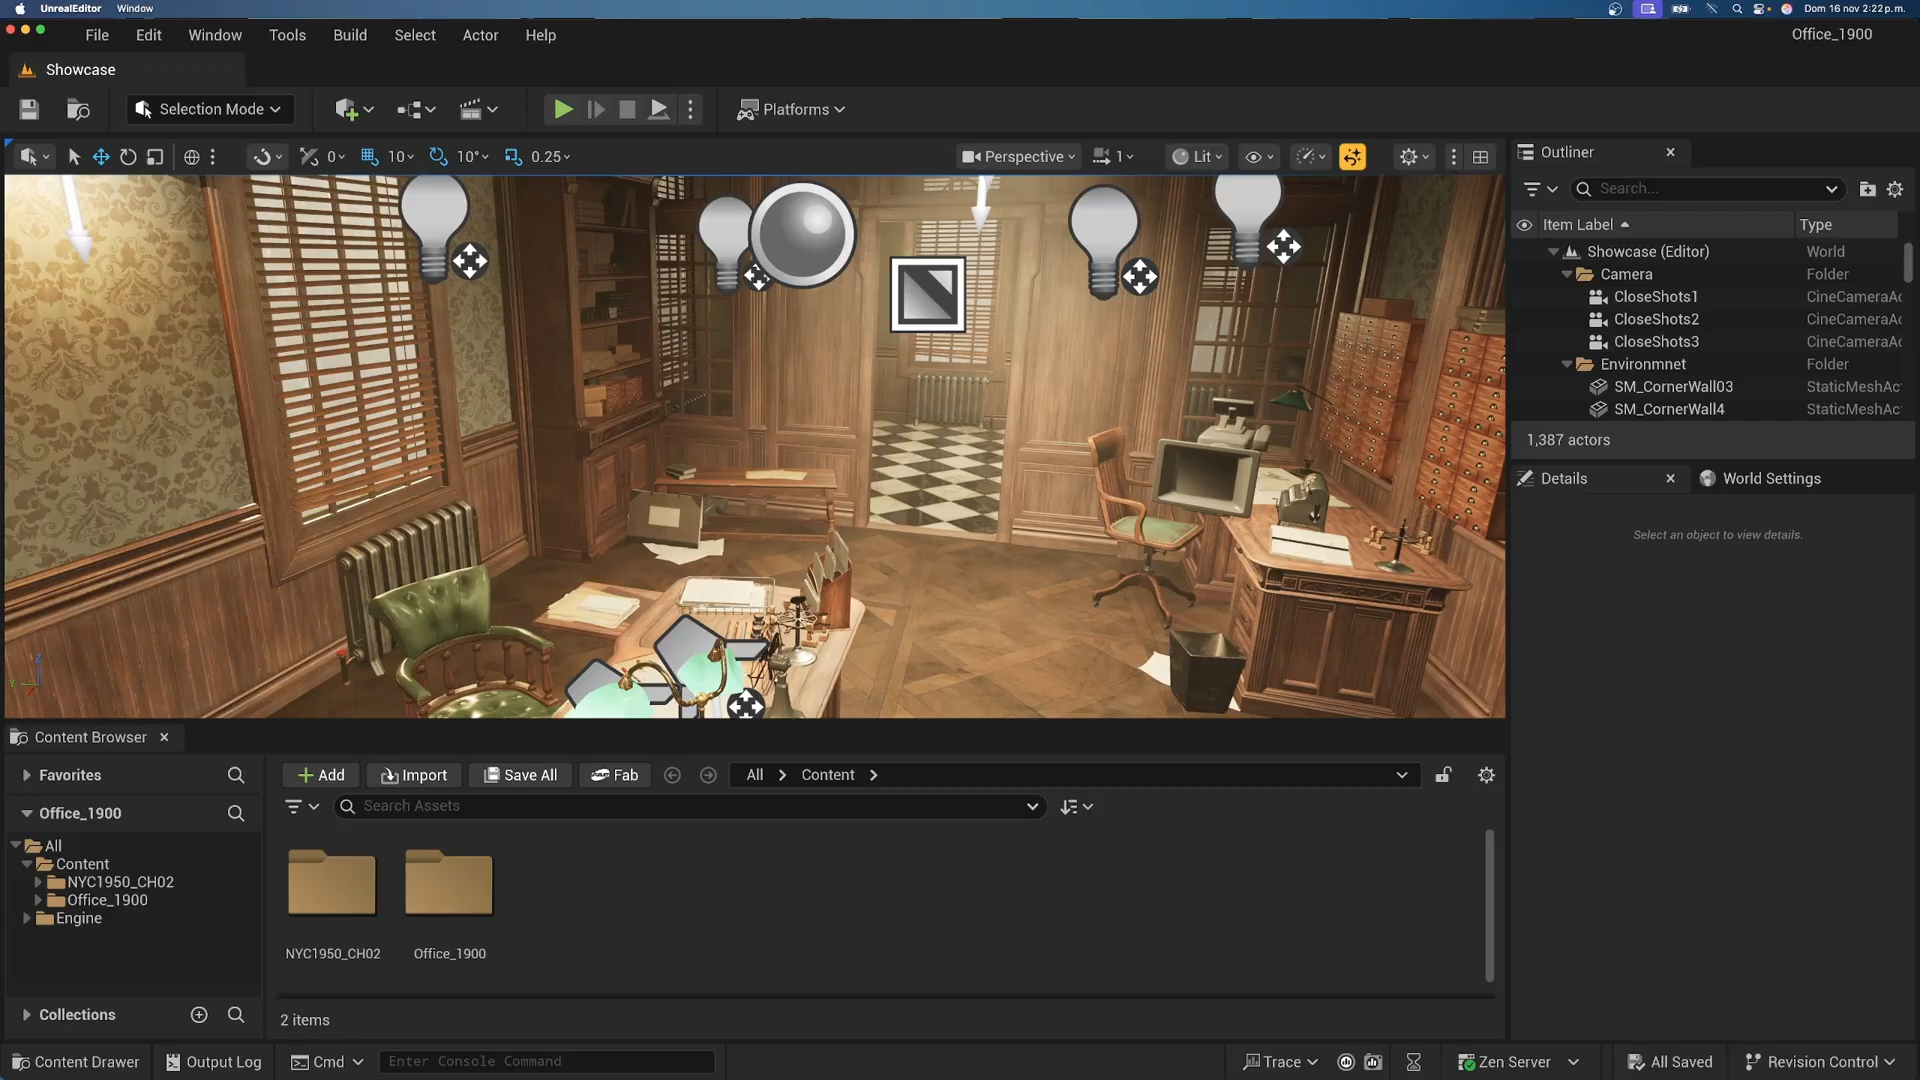 UnrealEditor Window Dom 16 nov 2:22 p.m.
File Edit Window Tools Build Select Actor Help Office_1900
Showcase
Selection Mode Platforms
0 10 10° 0.25 Perspective 1 Lit
Outliner
Search...
Item Label Type
Showcase (Editor) World
Camera Folder
CloseShots1 CineCameraAc
CloseShots2 CineCameraAc
CloseShots3 CineCameraAc
Environmnet Folder
SM_CornerWall03 StaticMeshAc
SM_CornerWall4 StaticMeshAc
1,387 actors
Details World Settings
Select an object to view details.
Z
Y
Content Browser
Favorites
Add Import Save All Fab All Content
Search Assets
Office_1900
All
Content
NYC1950_CH02
Office_1900
Engine
NYC1950_CH02 Office_1900
Collections
2 items
Content Drawer Output Log Cmd Enter Console Command Trace Zen Server All Saved Revision Control